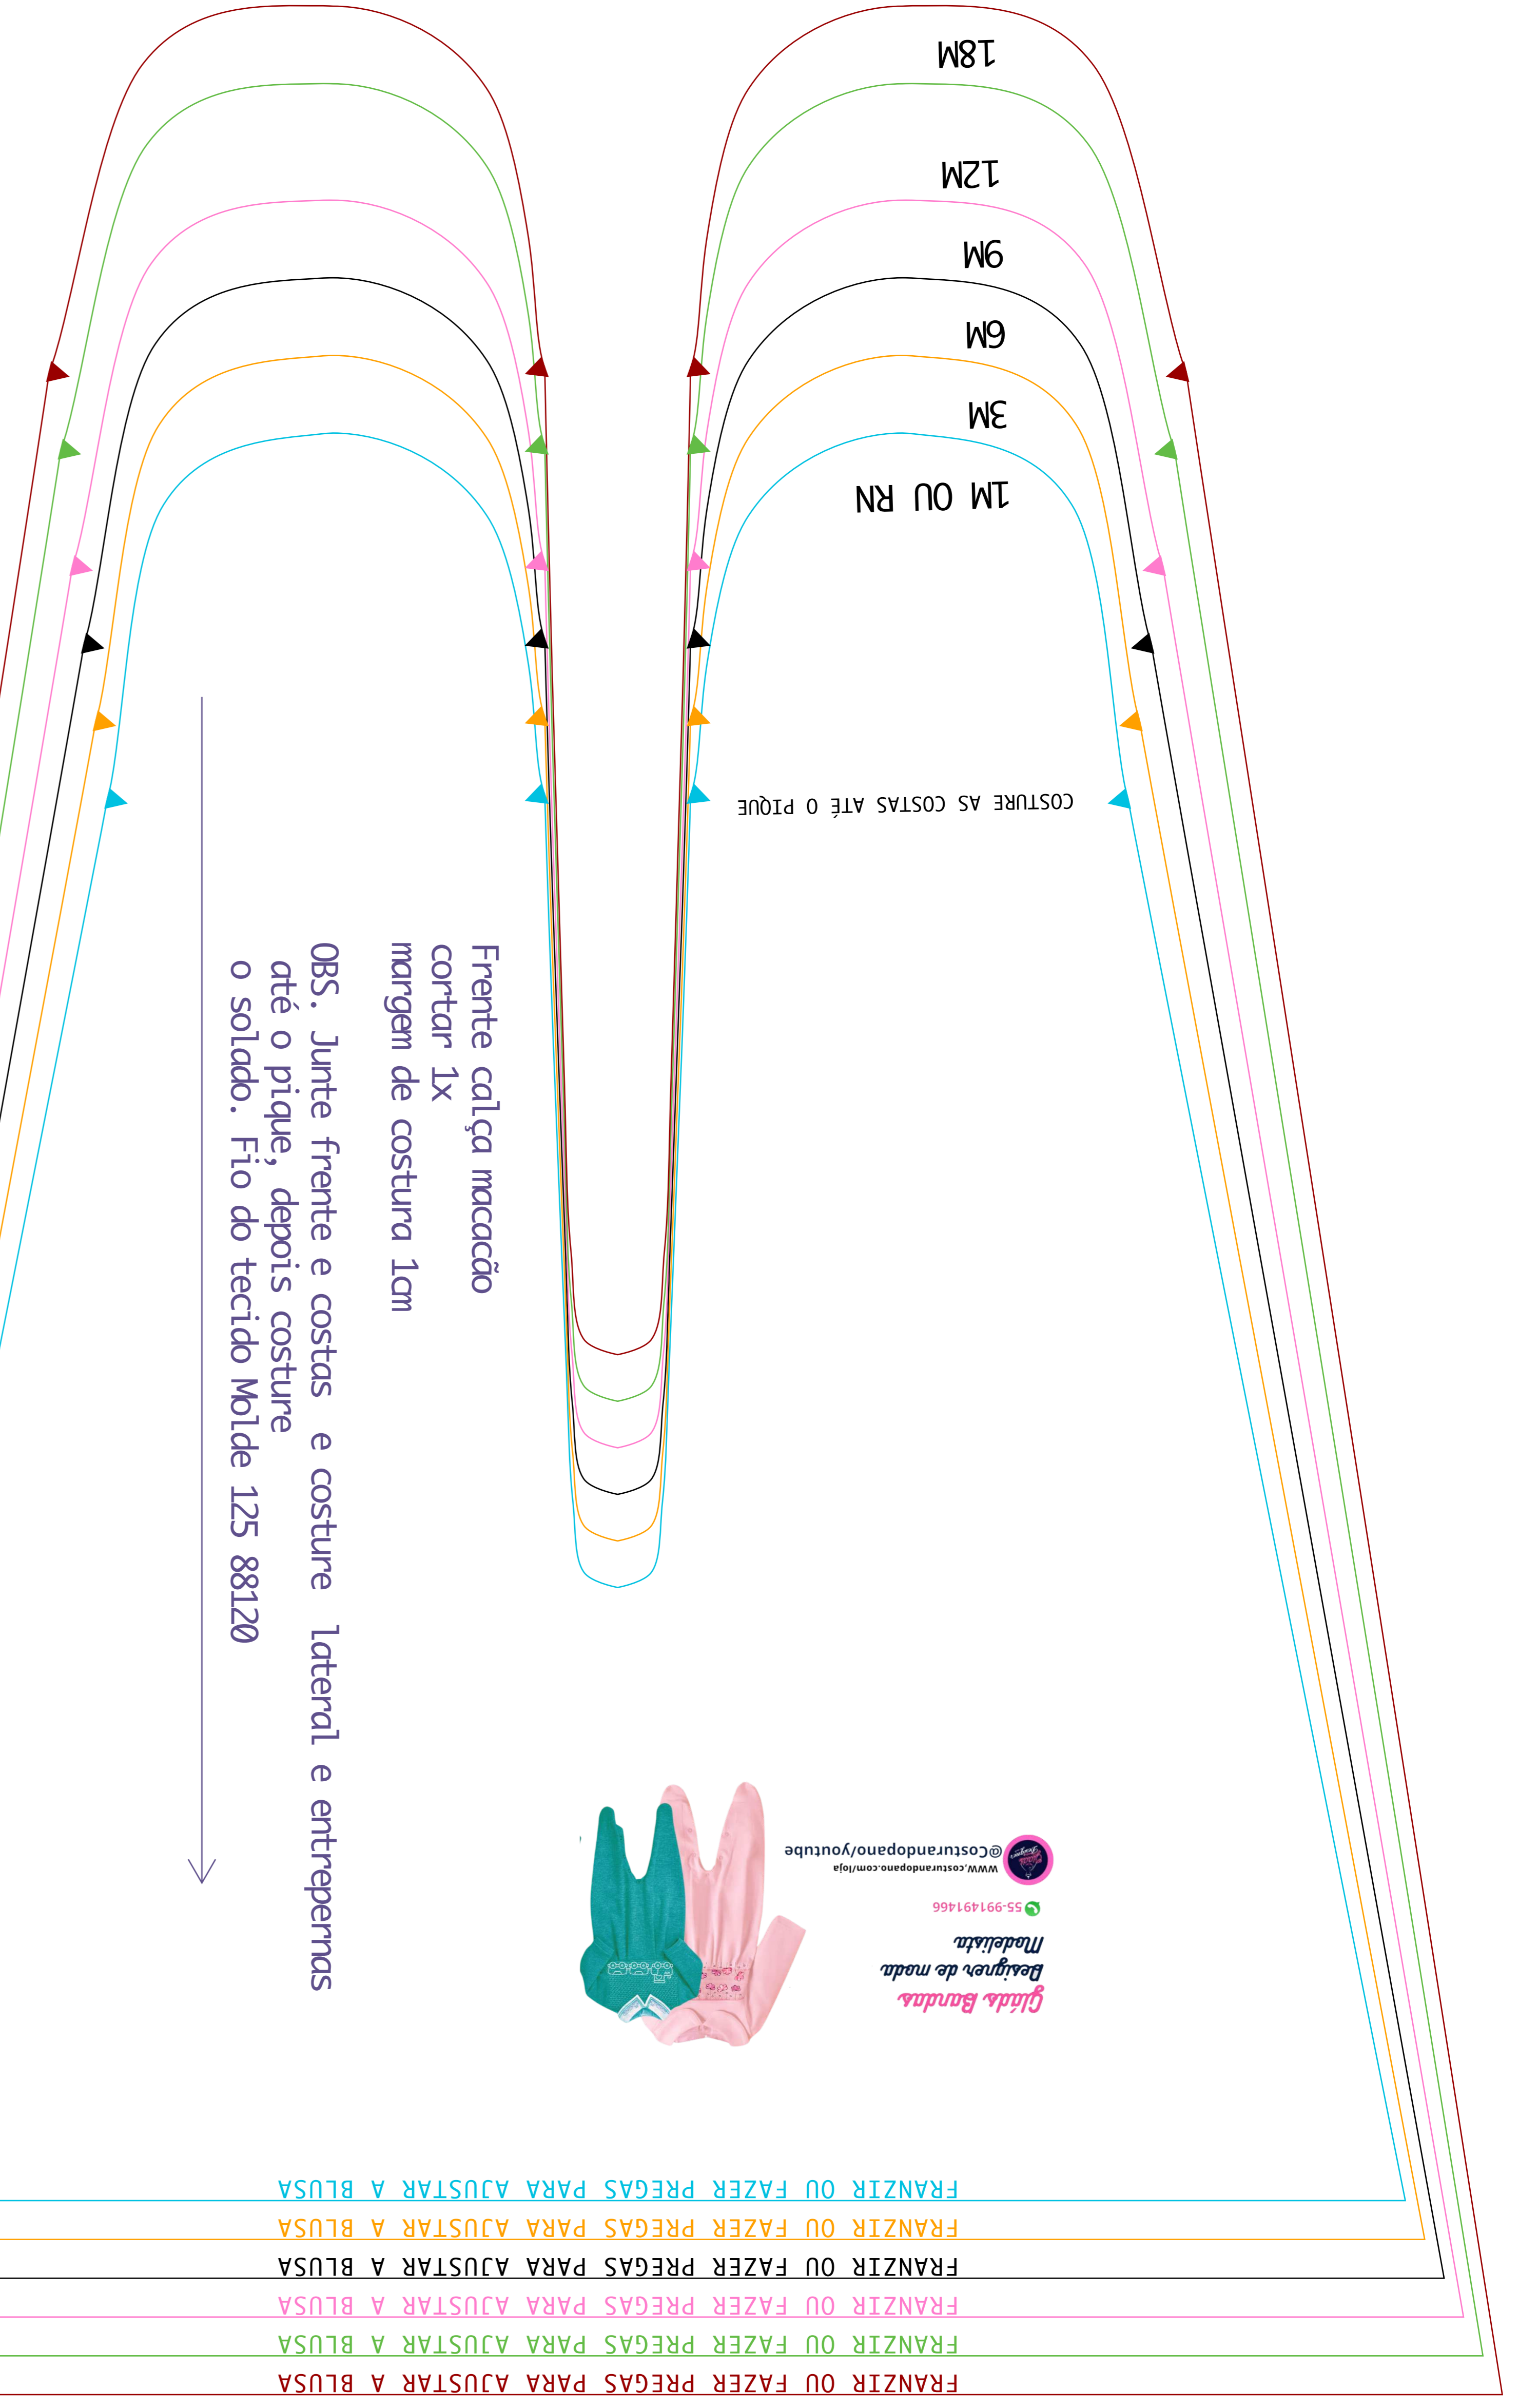 18M
12M
9M
6M
3M
1M OU RN
COSTURE AS COSTAS ATÉ O PIQUE
Frente calça macacão
cortar 1x
margem de costura 1cm
OBS. Junte frente e costas e costure lateral e entrepernas
até o pique, depois costure
o solado. Fio do tecido Molde 125 88120
Gláds Bandas
Designer de moda
Modelista
55-991491466
WWW,costurandopano.com/loja
@Costurandopano/youtube
FRANZIR OU FAZER PREGAS PARA AJUSTAR A BLUSA
FRANZIR OU FAZER PREGAS PARA AJUSTAR A BLUSA
FRANZIR OU FAZER PREGAS PARA AJUSTAR A BLUSA
FRANZIR OU FAZER PREGAS PARA AJUSTAR A BLUSA
FRANZIR OU FAZER PREGAS PARA AJUSTAR A BLUSA
FRANZIR OU FAZER PREGAS PARA AJUSTAR A BLUSA